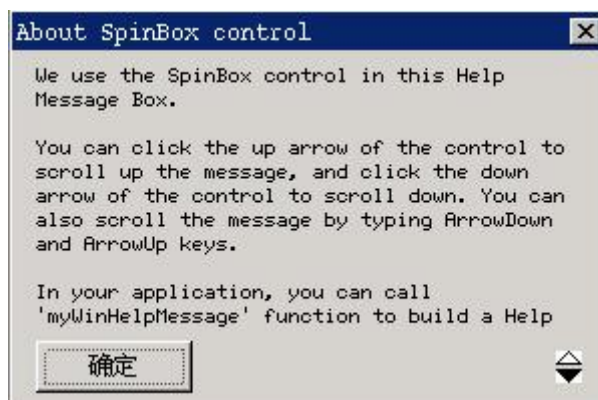 About SpinBox control
We use the SpinBox control in this Help
Message Box.
You can click the up arrow of the control to
scroll up the message, and click the down
arrow of the control to scroll down. You can
also scroll the message by typing ArrowDown
and ArrowUp keys.
In your application, you can call
'myWinHelpMessage' function to build a Help
确定